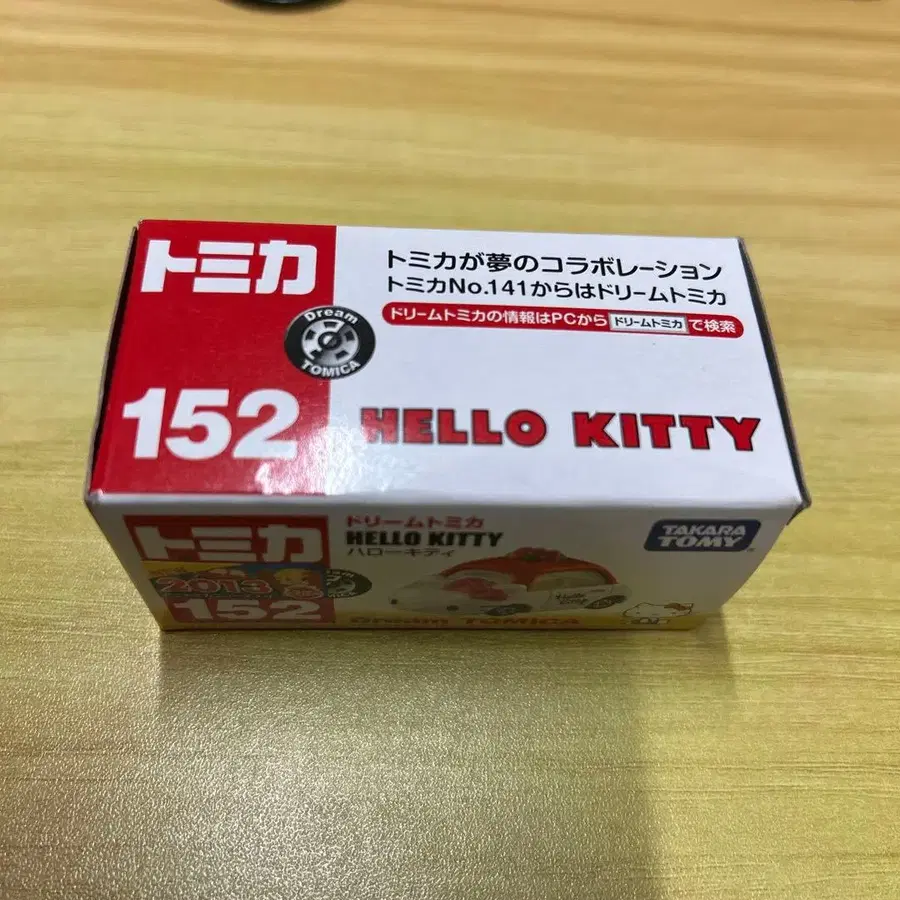 トミカ
トミカが夢のコラボレーション
トミカNo.141からはドリームトミカ
ドリームトミカの情報はPCから ドリームトミカ で検索
Dream
TOMICA
152
HELLO KITTY
トミカ
ドリームトミカ
HELLO KITTY
ハローキティ
TAKARA
TOMY
2013
152
Hello
Kitty
Dream TOMICA